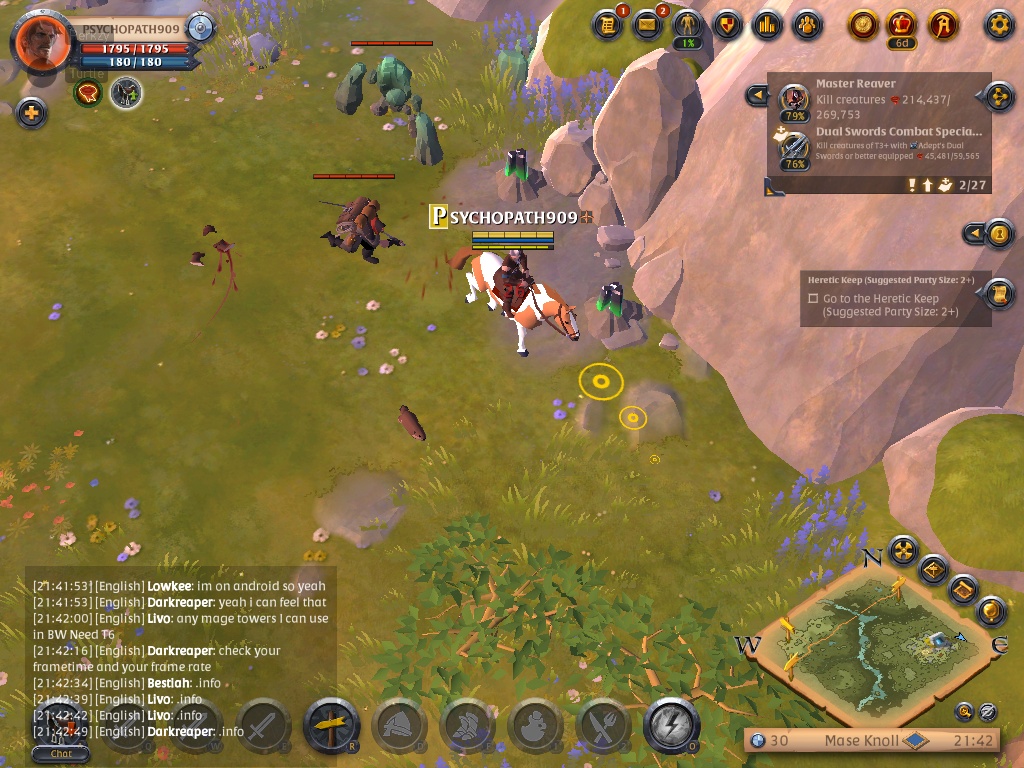 PSYCHOPATH909
1795 / 1795
180 / 180
Turtle
1
2
1%
6d
Master Reaver
Kill creatures 214,437/
269,753
79%
Dual Swords Combat Specia...
Kill creatures of T3+ with Adept's Dual
Swords or better equipped 45,481/59,565
76%
2/27
PSYCHOPATH909
Heretic Keep (Suggested Party Size: 2+)
Go to the Heretic Keep
(Suggested Party Size: 2+)
[21:41:53] [English] Lowkee: im on android so yeah
[21:41:53] [English] Darkreaper: yeah i can feel that
[21:42:00] [English] Livo: any mage towers I can use
in BW Need T6
[21:42:16] [English] Darkreaper: check your
frametime and your frame rate
[21:42:34] [English] Bestiah: .info
[21:42:39] [English] Livo: .info
[21:42:42] [English] Livo: .info
[21:42:49] [English] Darkreaper: .info
Chat
W
R
O
N
W
E
30 Mase Knoll 21:42